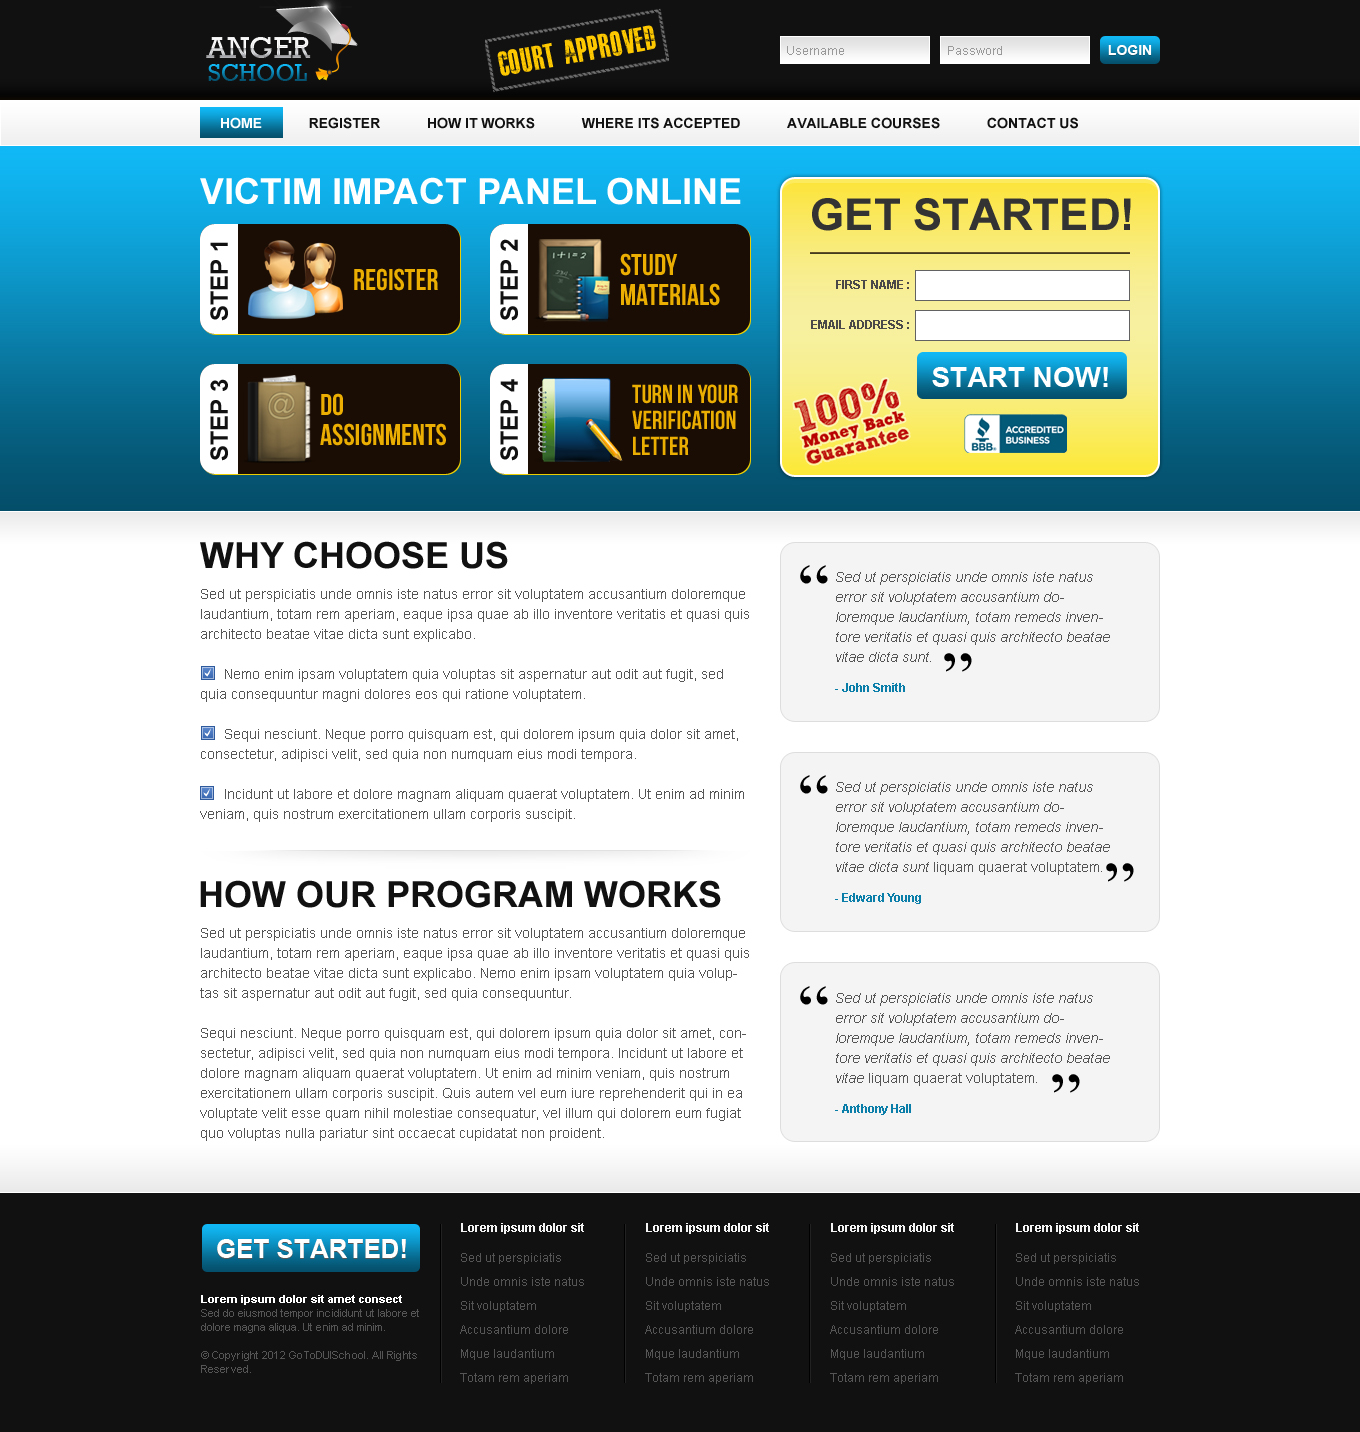 ANGER
SCHOOL
COURT APPROVED
Username
Password
LOGIN
HOME
REGISTER
HOW IT WORKS
WHERE ITS ACCEPTED
AVAILABLE COURSES
CONTACT US
VICTIM IMPACT PANEL ONLINE
STEP 1
REGISTER
STEP 2
1+1=2
STUDY
MATERIALS
STEP 3
@
DO
ASSIGNMENTS
STEP 4
TURN IN YOUR
VERIFICATION
LETTER
GET STARTED!
FIRST NAME :
EMAIL ADDRESS :
START NOW!
100%
Money Back
Guarantee
BBB.
ACCREDITED
BUSINESS
WHY CHOOSE US
Sed ut perspiciatis unde omnis iste natus error sit voluptatem accusantium doloremque
laudantium, totam rem aperiam, eaque ipsa quae ab illo inventore veritatis et quasi quis
architecto beatae vitae dicta sunt explicabo.
Nemo enim ipsam voluptatem quia voluptas sit aspernatur aut odit aut fugit, sed
quia consequuntur magni dolores eos qui ratione voluptatem.
Sequi nesciunt. Neque porro quisquam est, qui dolorem ipsum quia dolor sit amet,
consectetur, adipisci velit, sed quia non numquam eius modi tempora.
Incidunt ut labore et dolore magnam aliquam quaerat voluptatem. Ut enim ad minim
veniam, quis nostrum exercitationem ullam corporis suscipit.
HOW OUR PROGRAM WORKS
Sed ut perspiciatis unde omnis iste natus error sit voluptatem accusantium doloremque
laudantium, totam rem aperiam, eaque ipsa quae ab illo inventore veritatis et quasi quis
architecto beatae vitae dicta sunt explicabo. Nemo enim ipsam voluptatem quia volup-
tas sit aspernatur aut odit aut fugit, sed quia consequuntur.
Sequi nesciunt. Neque porro quisquam est, qui dolorem ipsum quia dolor sit amet, con-
sectetur, adipisci velit, sed quia non numquam eius modi tempora. Incidunt ut labore et
dolore magnam aliquam quaerat voluptatem. Ut enim ad minim veniam, quis nostrum
exercitationem ullam corporis suscipit. Quis autem vel eum iure reprehenderit qui in ea
voluptate velit esse quam nihil molestiae consequatur, vel illum qui dolorem eum fugiat
quo voluptas nulla pariatur sint occaecat cupidatat non proident.
“ Sed ut perspiciatis unde omnis iste natus
error sit voluptatem accusantium do-
loremque laudantium, totam remeds inven-
tore veritatis et quasi quis architecto beatae
vitae dicta sunt. ”
- John Smith
“ Sed ut perspiciatis unde omnis iste natus
error sit voluptatem accusantium do-
loremque laudantium, totam remeds inven-
tore veritatis et quasi quis architecto beatae
vitae dicta sunt liquam quaerat voluptatem. ”
- Edward Young
“ Sed ut perspiciatis unde omnis iste natus
error sit voluptatem accusantium do-
loremque laudantium, totam remeds inven-
tore veritatis et quasi quis architecto beatae
vitae liquam quaerat voluptatem. ”
- Anthony Hall
GET STARTED!
Lorem ipsum dolor sit amet consect
Sed do eiusmod tempor incididunt ut labore et
dolore magna aliqua. Ut enim ad minim.
© Copyright 2012 GoToDUISchool. All Rights
Reserved.
Lorem ipsum dolor sit
Sed ut perspiciatis
Unde omnis iste natus
Sit voluptatem
Accusantium dolore
Mque laudantium
Totam rem aperiam
Lorem ipsum dolor sit
Sed ut perspiciatis
Unde omnis iste natus
Sit voluptatem
Accusantium dolore
Mque laudantium
Totam rem aperiam
Lorem ipsum dolor sit
Sed ut perspiciatis
Unde omnis iste natus
Sit voluptatem
Accusantium dolore
Mque laudantium
Totam rem aperiam
Lorem ipsum dolor sit
Sed ut perspiciatis
Unde omnis iste natus
Sit voluptatem
Accusantium dolore
Mque laudantium
Totam rem aperiam